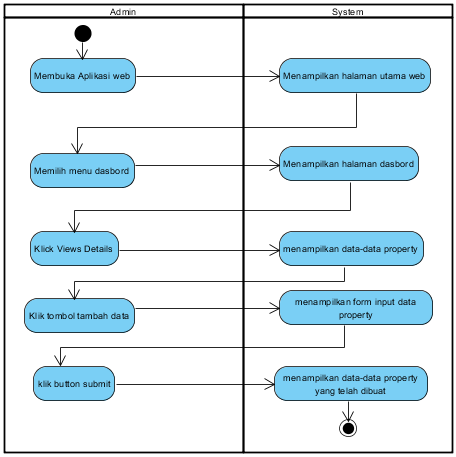 Admin
System
Membuka Aplikasi web
Menampilkan halaman utama web
Memilih menu dasbord
Menampilkan halaman dasbord
Klick Views Details
menampilkan data-data property
Klik tombol tambah data
menampilkan form input data
property
klik button submit
menampilkan data-data property
yang telah dibuat